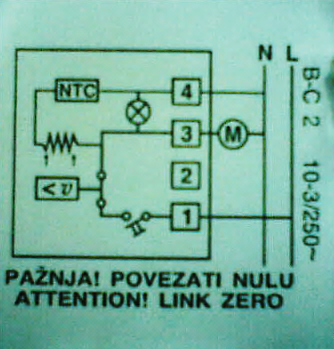 N L
NTC
4
3
M
2
< ϑ
1
B-C 2 10-3/250~
PAŽNJA! POVEZATI NULU
ATTENTION! LINK ZERO